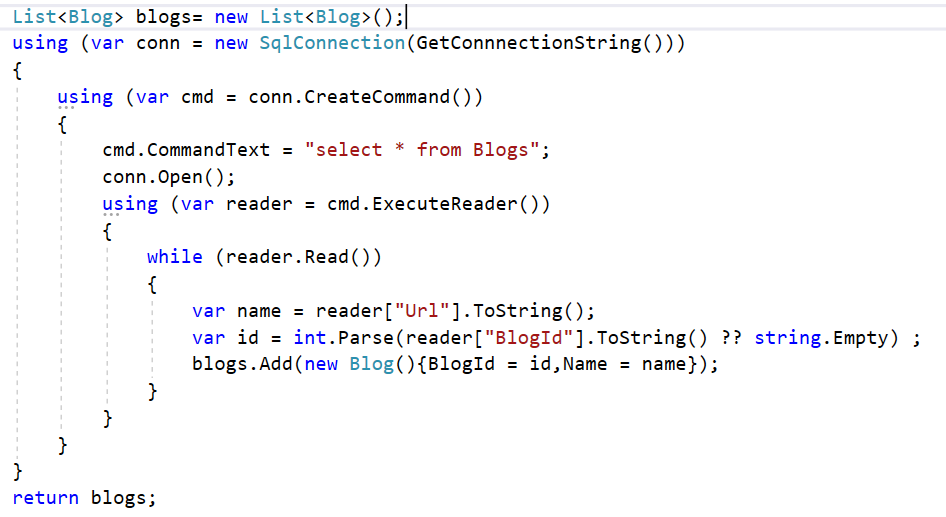 List<Blog> blogs= new List<Blog>();
using (var conn = new SqlConnection(GetConnnectionString()))
{
using (var cmd = conn.CreateCommand())
{
cmd.CommandText = "select * from Blogs";
conn.Open();
using (var reader = cmd.ExecuteReader())
{
while (reader.Read())
{
var name = reader["Url"].ToString();
var id = int.Parse(reader["BlogId"].ToString() ?? string.Empty) ;
blogs.Add(new Blog(){BlogId = id,Name = name});
}
}
}
}
return blogs;